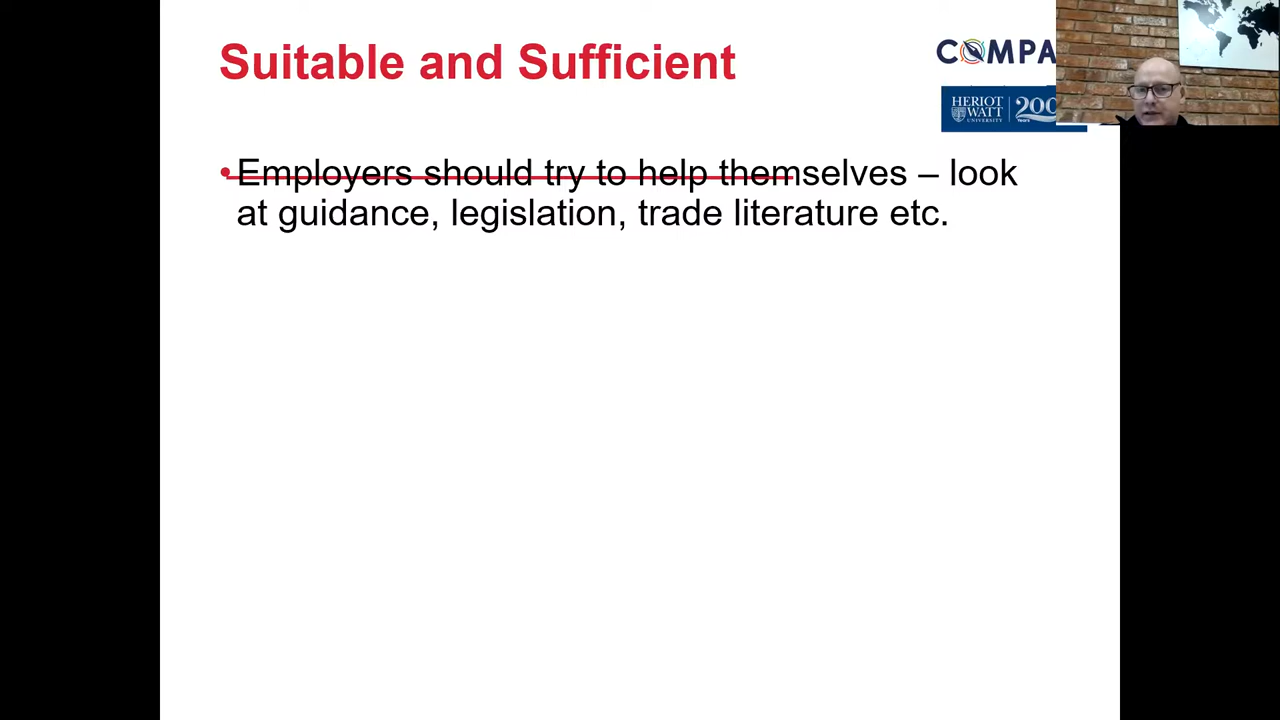 Suitable and Sufficient
COMPA
HERIOT
WATT
UNIVERSITY
200
YEARS
• Employers should try to help themselves – look
at guidance, legislation, trade literature etc.